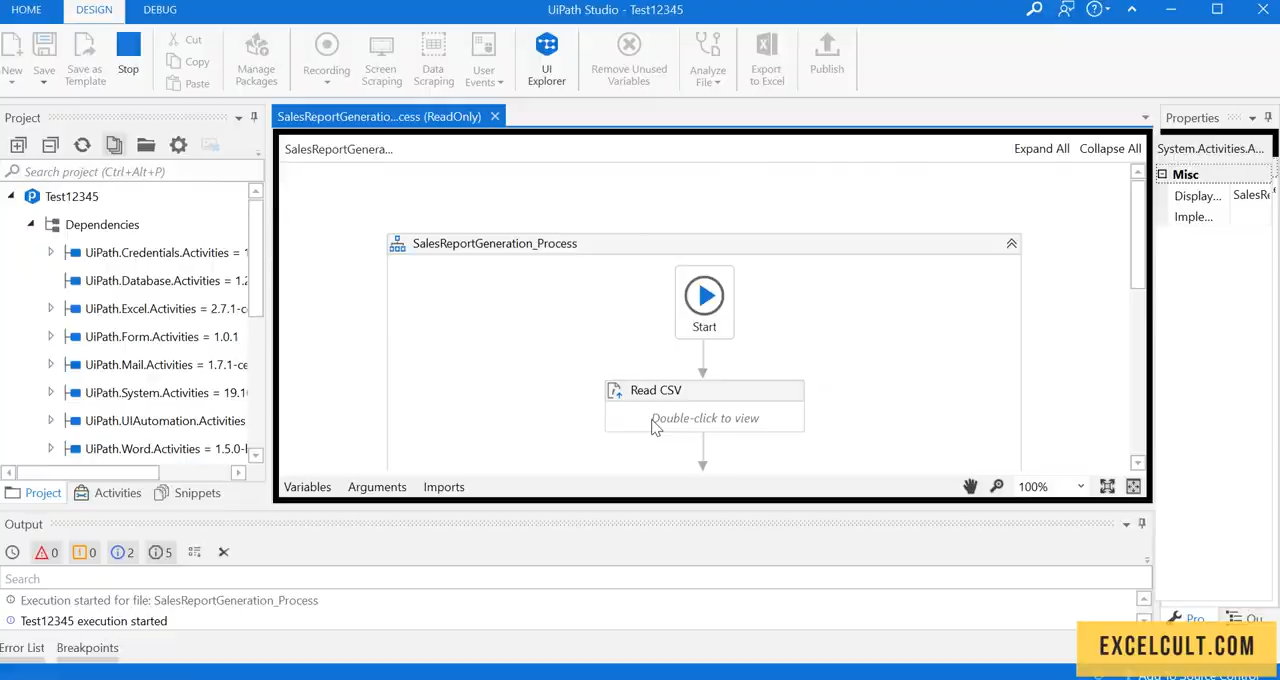 HOME DESIGN DEBUG UiPath Studio - Test12345
New Save Save as Template Stop Cut Copy Paste Manage Packages Recording Screen Scraping Data Scraping User Events UI Explorer Remove Unused Variables Analyze File Export to Excel Publish
Project
SalesReportGeneratio...cess (ReadOnly)
Properties
SalesReportGenera... Expand All Collapse All
System.Activities.A...
Search project (Ctrl+Alt+P)
Misc
Test12345
Display... SalesRe
Imple...
Dependencies
SalesReportGeneration_Process
UiPath.Credentials.Activities = 1
UiPath.Database.Activities = 1.2
UiPath.Excel.Activities = 2.7.1-c
Start
UiPath.Form.Activities = 1.0.1
UiPath.Mail.Activities = 1.7.1-ce
UiPath.System.Activities = 19.1
Read CSV
UiPath.UIAutomation.Activities
Double-click to view
UiPath.Word.Activities = 1.5.0-
Project Activities Snippets
Variables Arguments Imports 100%
Output
0 0 2 5
Search
Execution started for file: SalesReportGeneration_Process
Test12345 execution started
Pro... Ou
Error List Breakpoints
EXCELCULT.COM